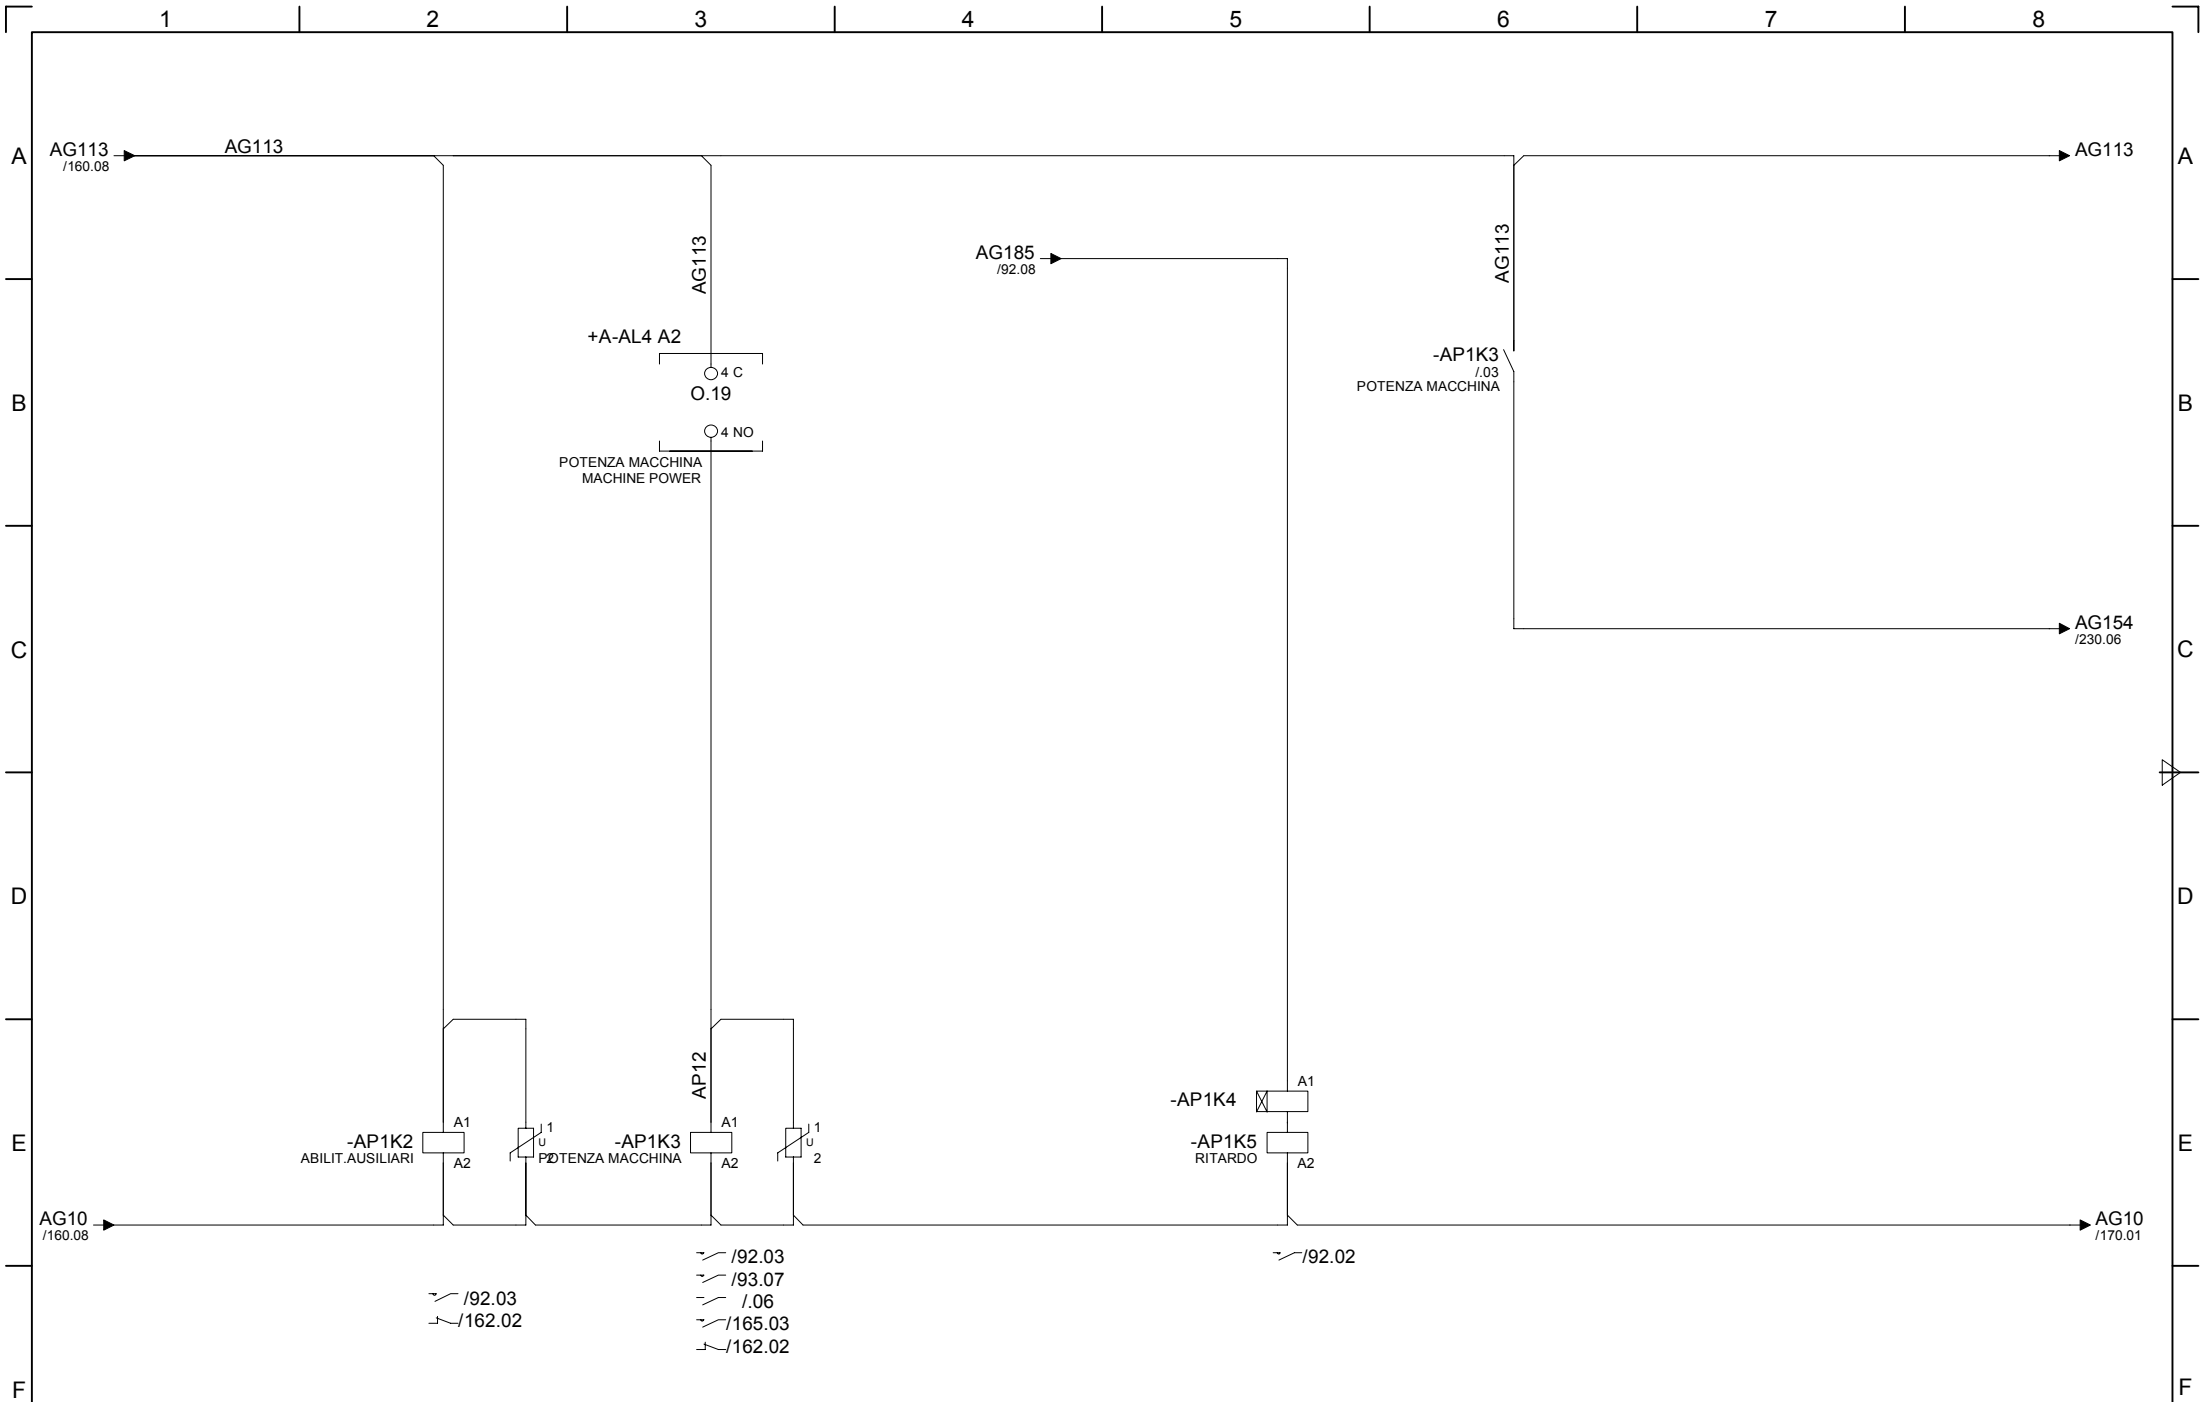 1 2 3 4 5 6 7 8
A AG113 AG113 AG113 A
/160.08
AG113
AG185
/92.08
AG113
+A-AL4 A2
4 C
O.19
4 NO
POTENZA MACCHINA
MACHINE POWER
-AP1K3
/.03
POTENZA MACCHINA
B B
AG154
/230.06
C C
D D
AP12
A1
-AP1K4
-AP1K2 A1
ABILIT.AUSILIARI A2
1
U
2
-AP1K3 A1
POTENZA MACCHINA A2
1
U
2
-AP1K5
RITARDO A2
E E
AG10 AG10
/160.08 /170.01
/92.03
/162.02
/92.03
/93.07
/.06
/165.03
/162.02
/92.02
F F